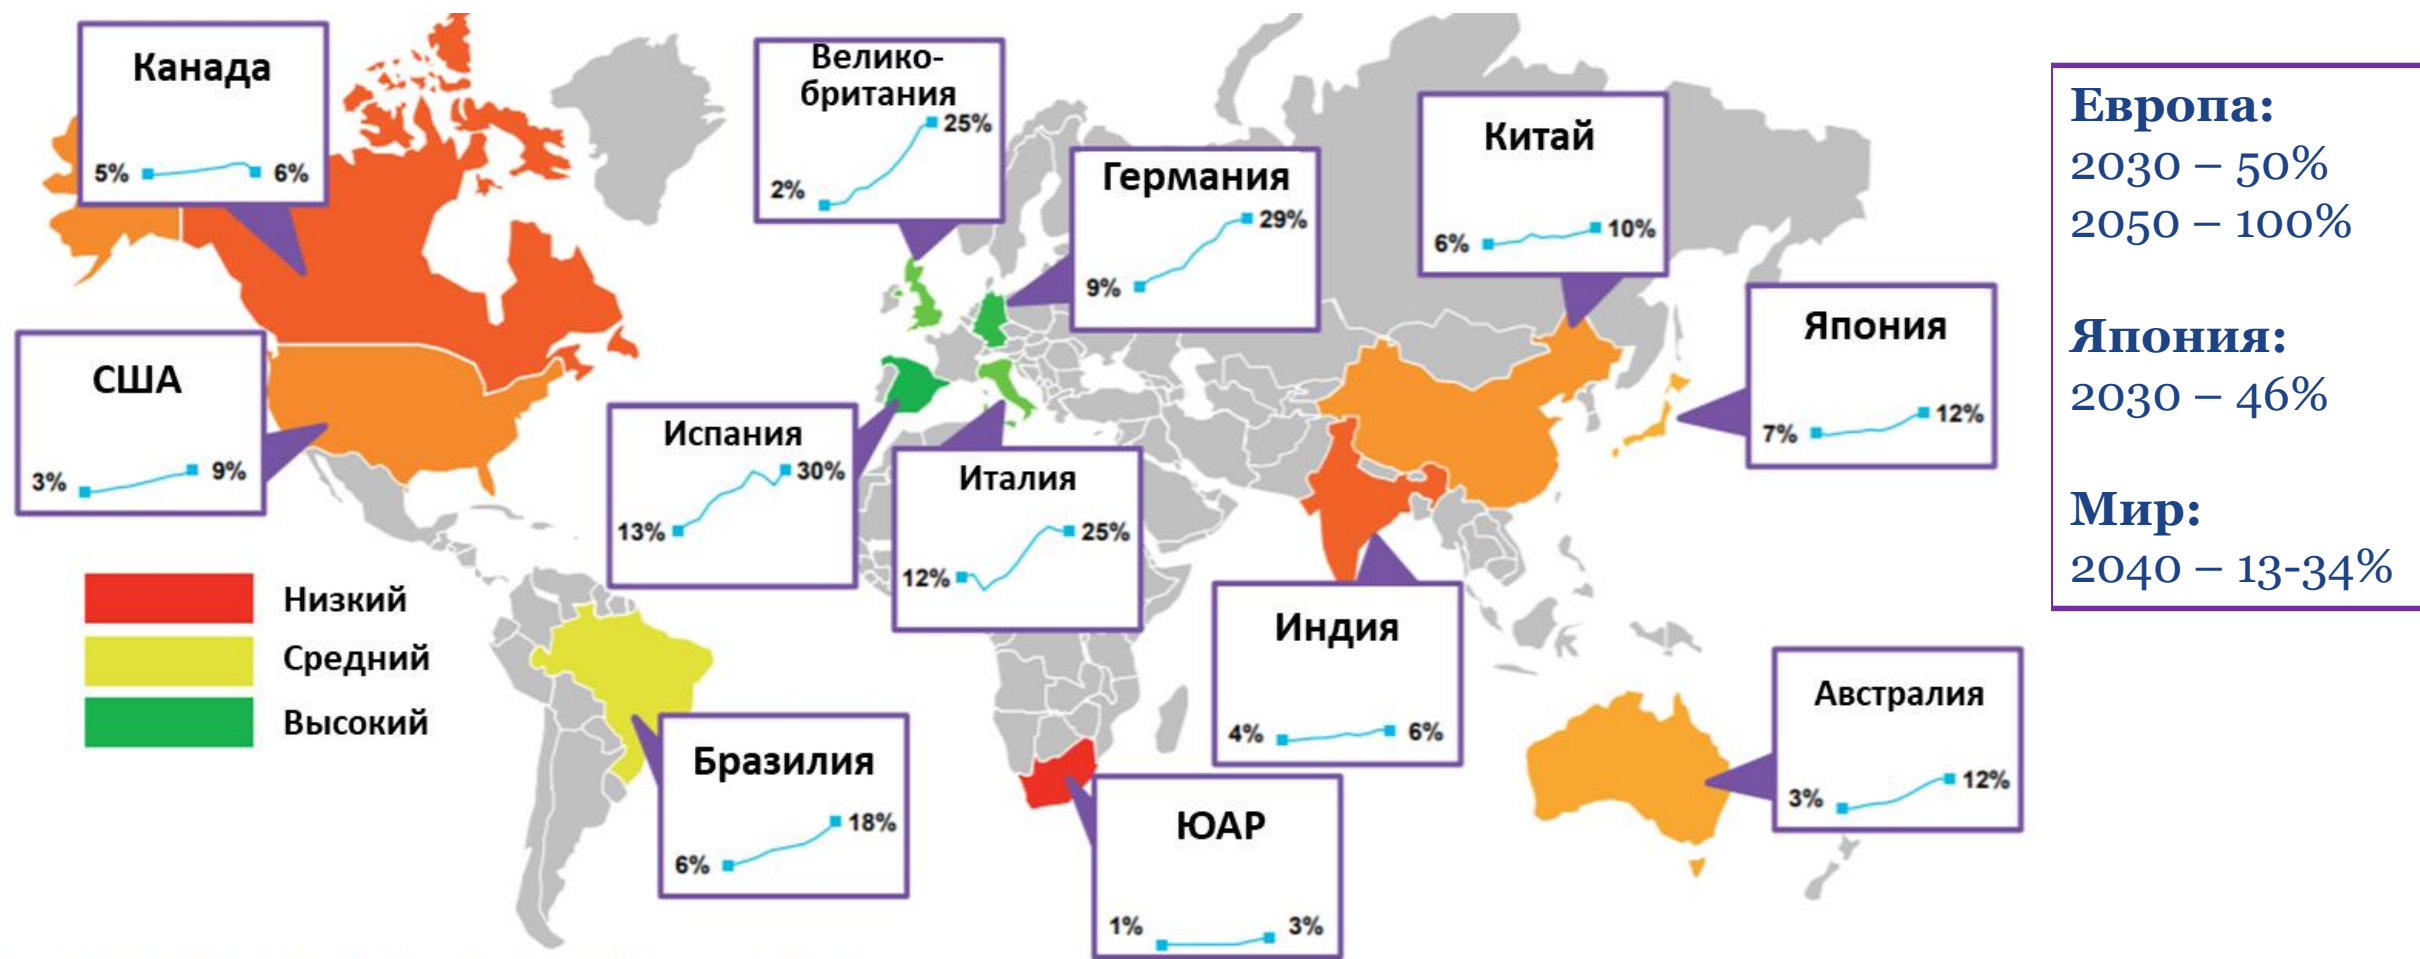 Канада
5%
6%
Велико-
британия
25%
2%
Германия
29%
9%
Китай
6%
10%
Япония
7%
12%
США
3%
9%
Испания
13%
30%
Италия
12%
25%
Низкий
Средний
Высокий
Бразилия
6%
18%
Индия
4%
6%
ЮАР
1%
3%
Австралия
3%
12%
Европа:
2030 – 50%
2050 – 100%
Япония:
2030 – 46%
Мир:
2040 – 13-34%